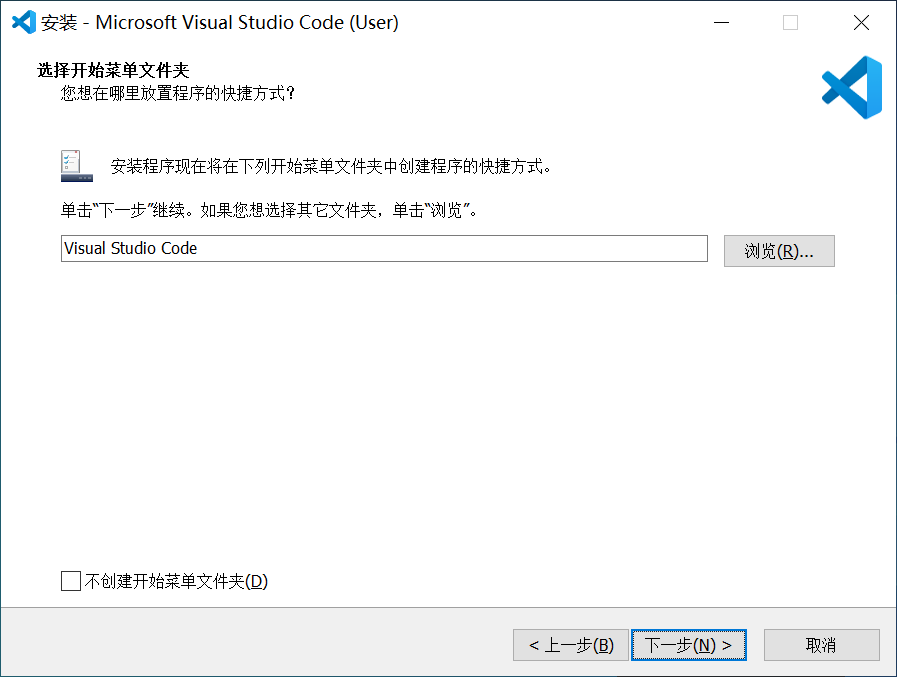 安装 - Microsoft Visual Studio Code (User)
选择开始菜单文件夹
您想在哪里放置程序的快捷方式？
安装程序现在将在下列开始菜单文件夹中创建程序的快捷方式。
单击“下一步”继续。如果您想选择其它文件夹，单击“浏览”。
Visual Studio Code
浏览(R)...
不创建开始菜单文件夹(D)
< 上一步(B)
下一步(N) >
取消